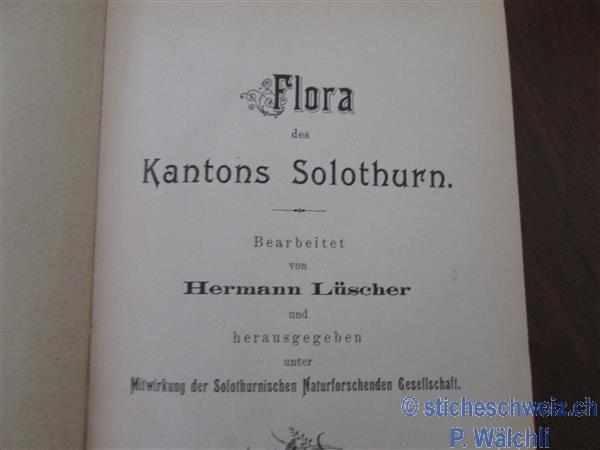 Flora
des
Kantons Solothurn.
Bearbeitet
von
Hermann Lüscher
und
herausgegeben
unter
Mitwirkung der Solothurnischen Naturforschenden Gesellschaft.
© sticheschweiz.ch
P. Wälchli